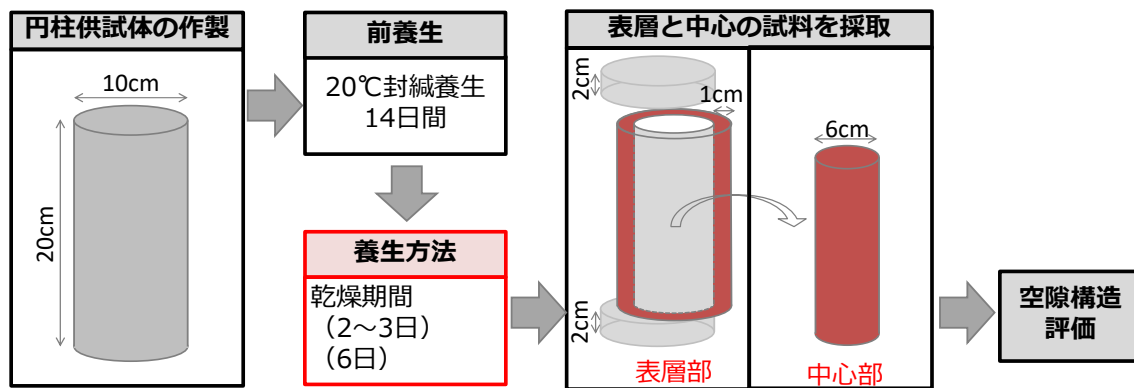 円柱供試体の作製
10cm
20cm
前養生
20℃封緘養生
14日間
養生方法
乾燥期間
（2～3日）
（6日）
表層と中心の試料を採取
2cm
1cm
2cm
表層部
6cm
中心部
空隙構造
評価